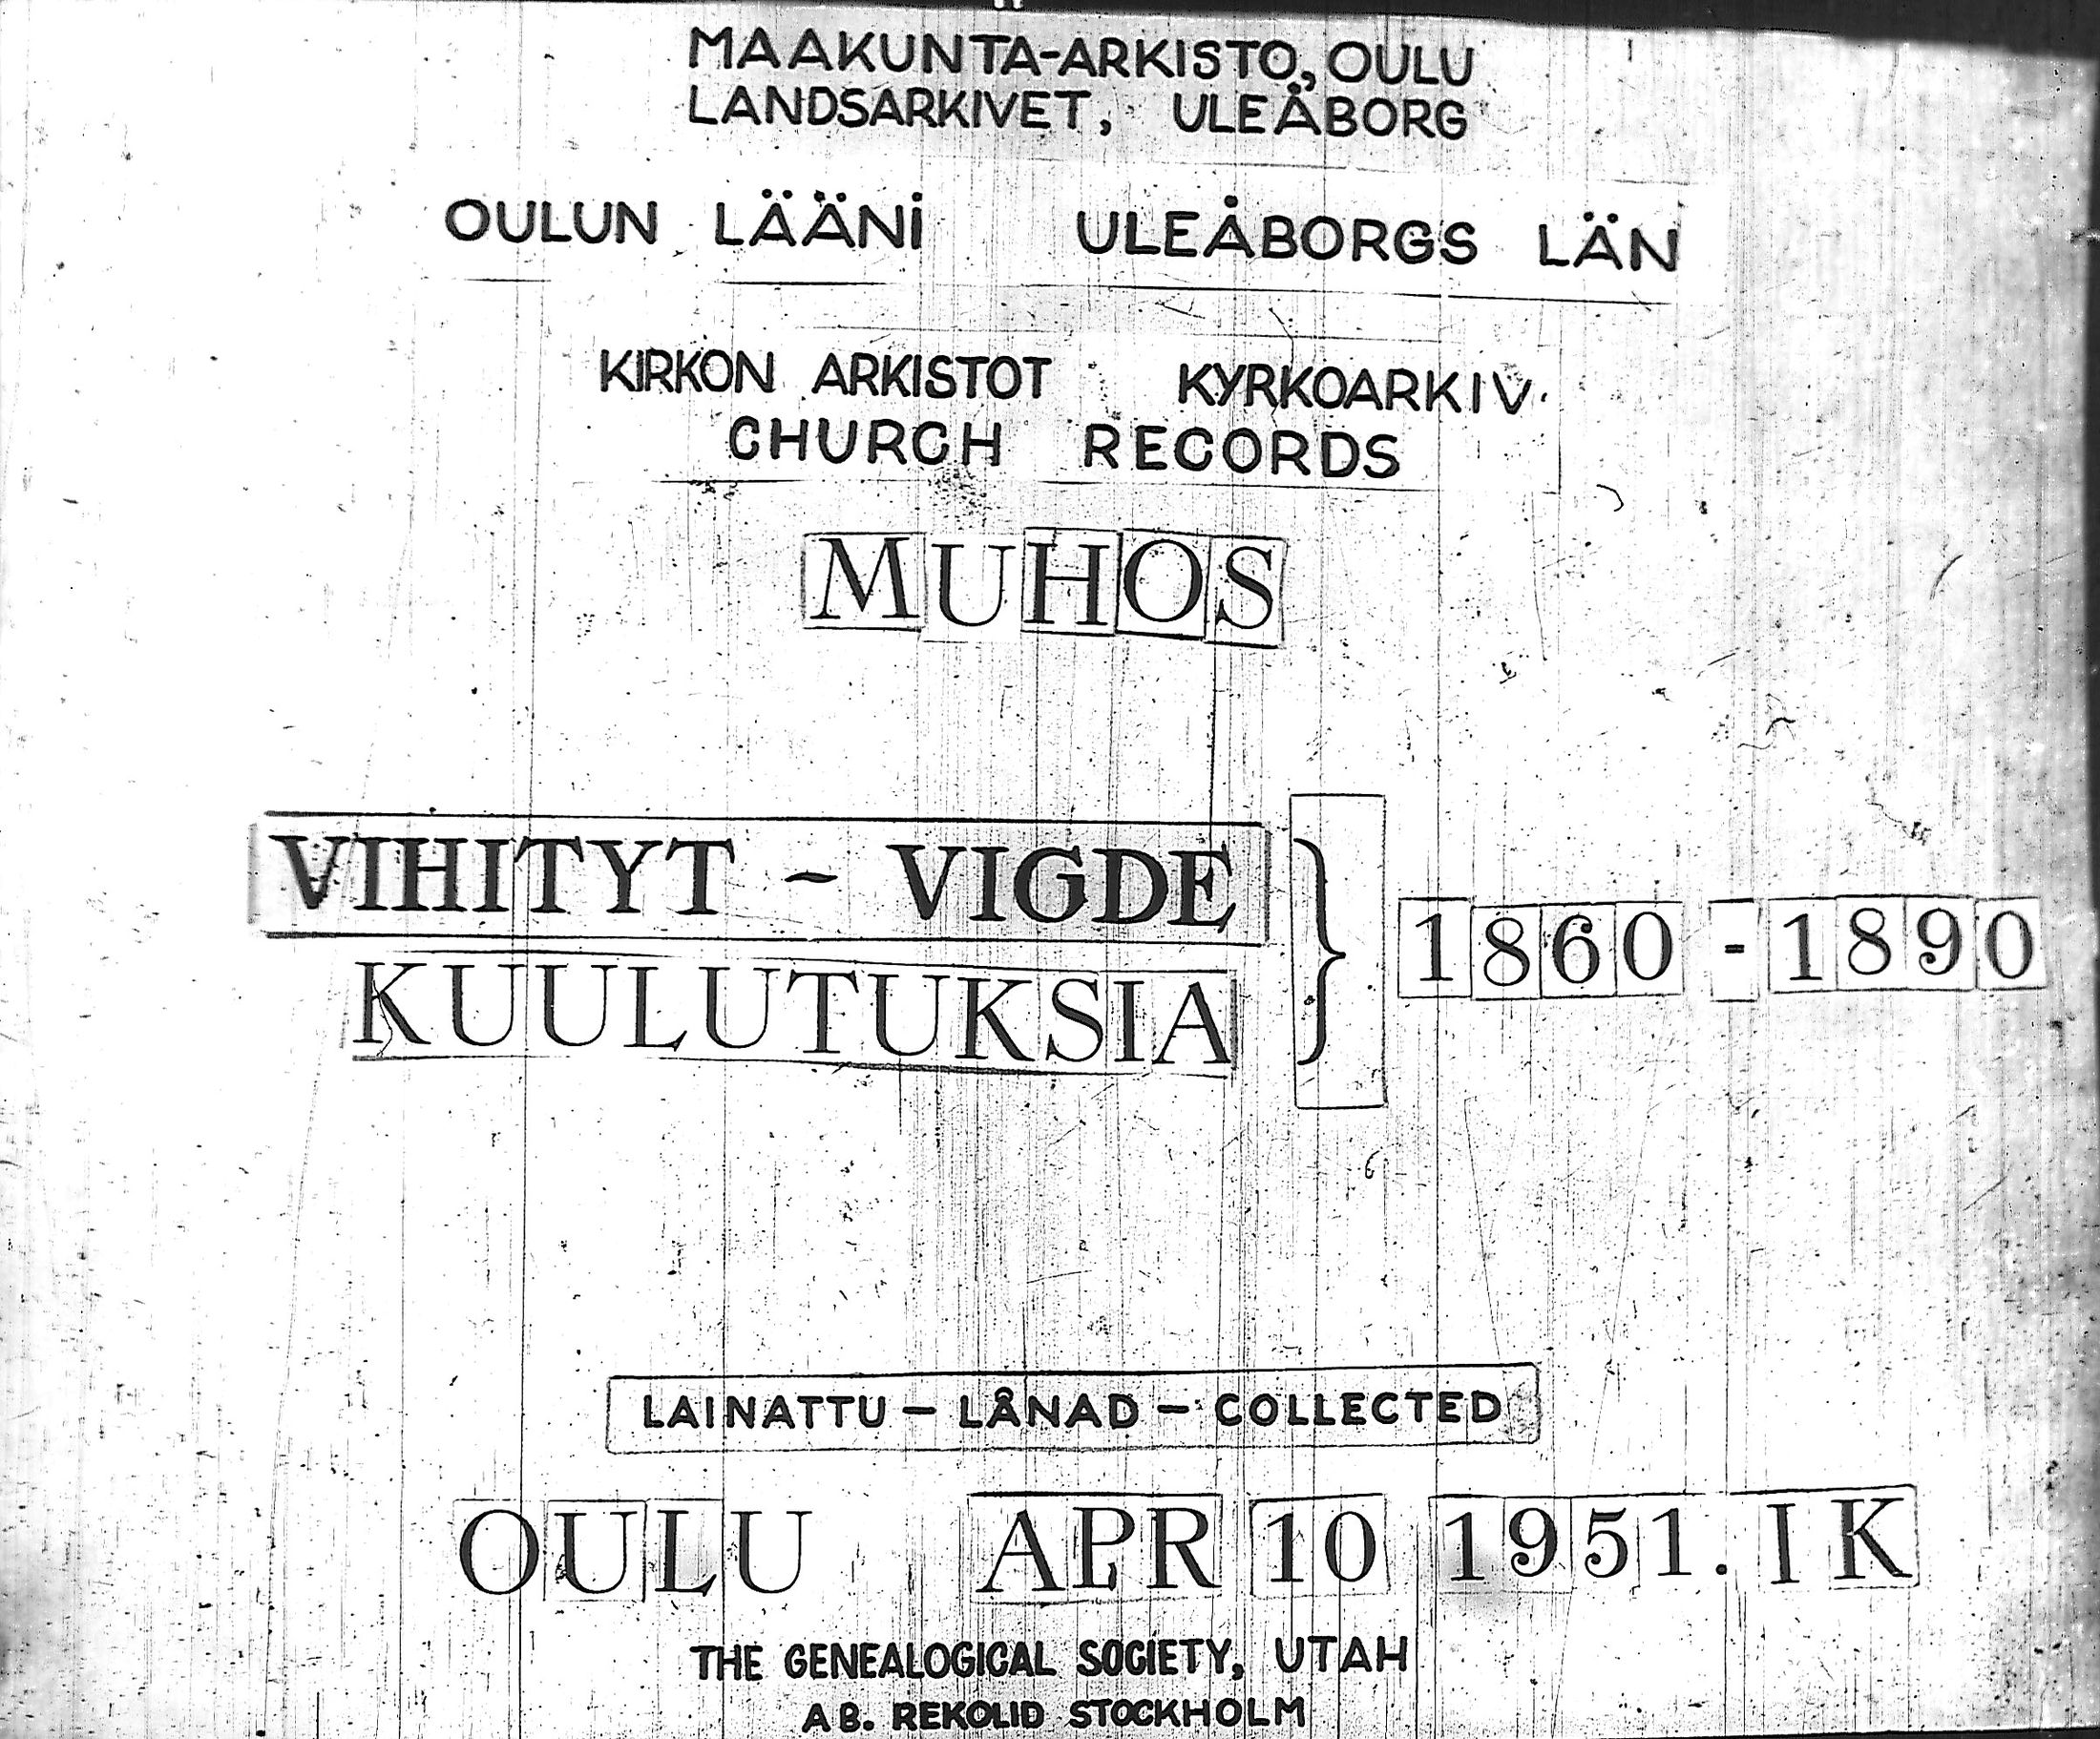 MAAKUNTA-ARKISTO, OULU
LANDSARKIVET, ULEÅBORG
OULUN LÄÄNI ULEÅBORGS LÄN
KIRKON ARKISTOT KYRKOARKIV
CHURCH RECORDS
MUHOS
VIHITYT - VIGDE
KUULUTUKSIA } 1860 - 1890
LAINATTU - LÅNAD - COLLECTED
OULU APR 10 1951. I K
THE GENEALOGICAL SOCIETY, UTAH
AB. REKOLID STOCKHOLM